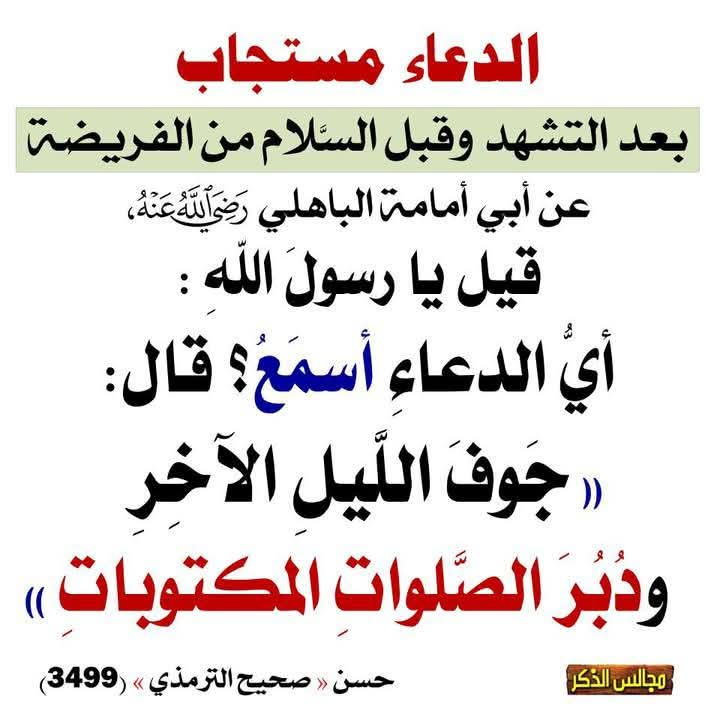 الدعاء مستجاب
بعد التشهد وقبل السَّلام من الفريضة
عن أبي أمامة الباهلي رَضِيَ اللَّهُ عَنْهُ،
قيل يا رسولَ اللّهِ :
أيُّ الدعاءِ أسمَعُ؟ قال:
(( جَوفَ اللَّيلِ الآخِرِ
ودُبُرَ الصَّلواتِ المكتوباتِ ))
حسن « صحيح الترمذي » (3499)
مجالس الذكر